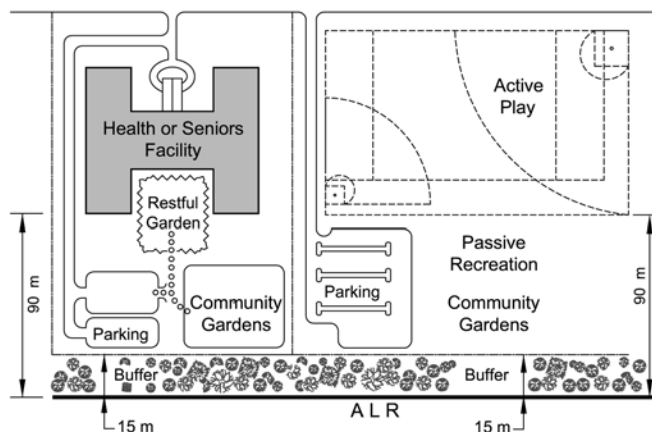 Health or Seniors
Facility
Restful
Garden
Community
Gardens
Parking
90 m
Active
Play
Passive
Recreation
Community
Gardens
Parking
90 m
Buffer
Buffer
ALR
15 m
15 m